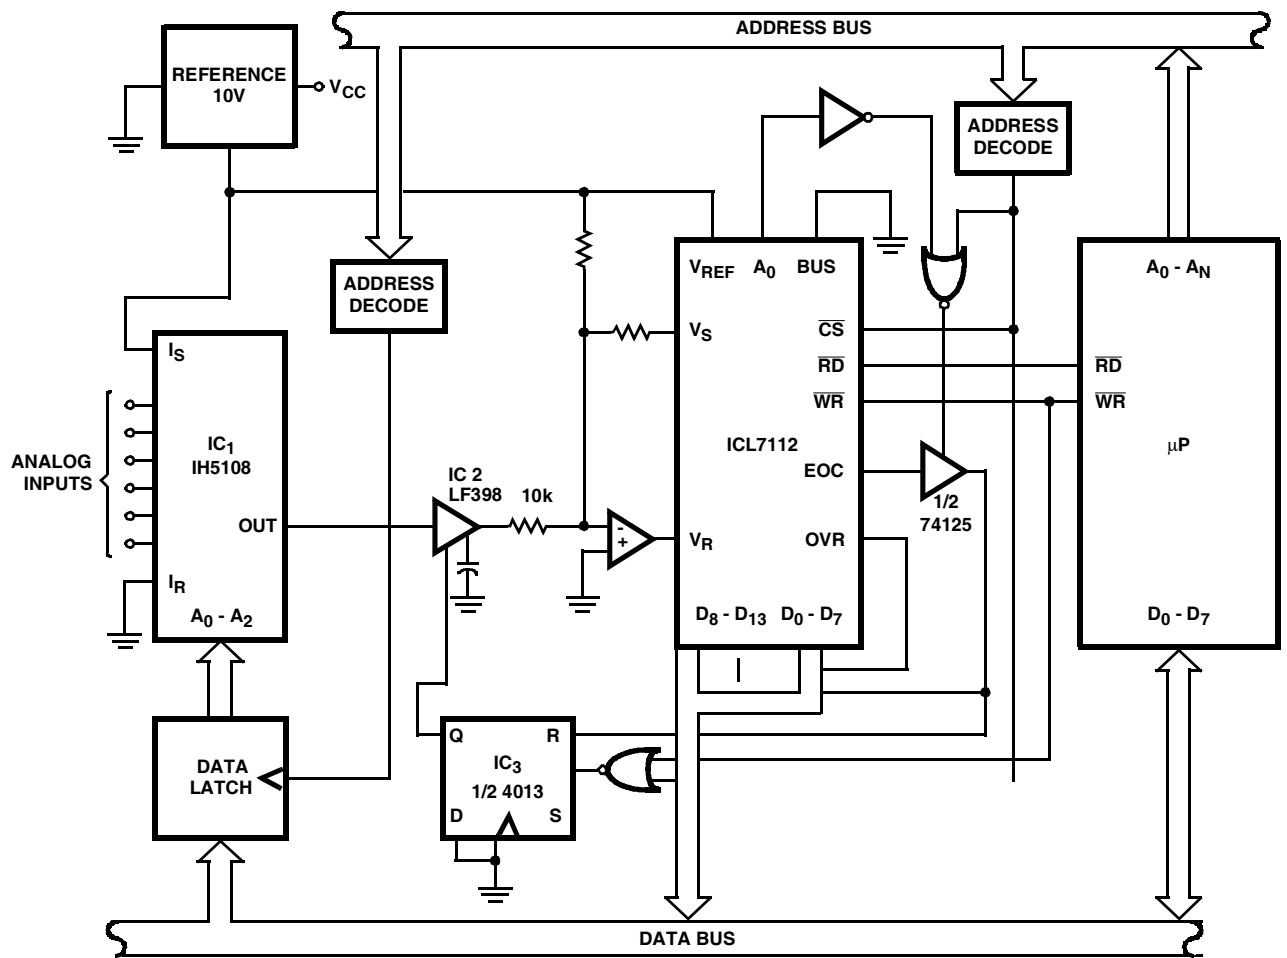 ADDRESS BUS
REFERENCE
10V
VCC
ADDRESS
DECODE
ADDRESS
DECODE
VREF A0 BUS
A0 - AN
VS
CS
RD
RD
WR
WR
IS
IC1
IH5108
ANALOG
INPUTS
OUT
IR
A0 - A2
IC 2
LF398
10k
-
+
ICL7112
EOC
1/2
74125
μP
VR
OVR
D8 - D13 D0 - D7
D0 - D7
DATA
LATCH
Q
R
IC3
1/2 4013
D
S
DATA BUS